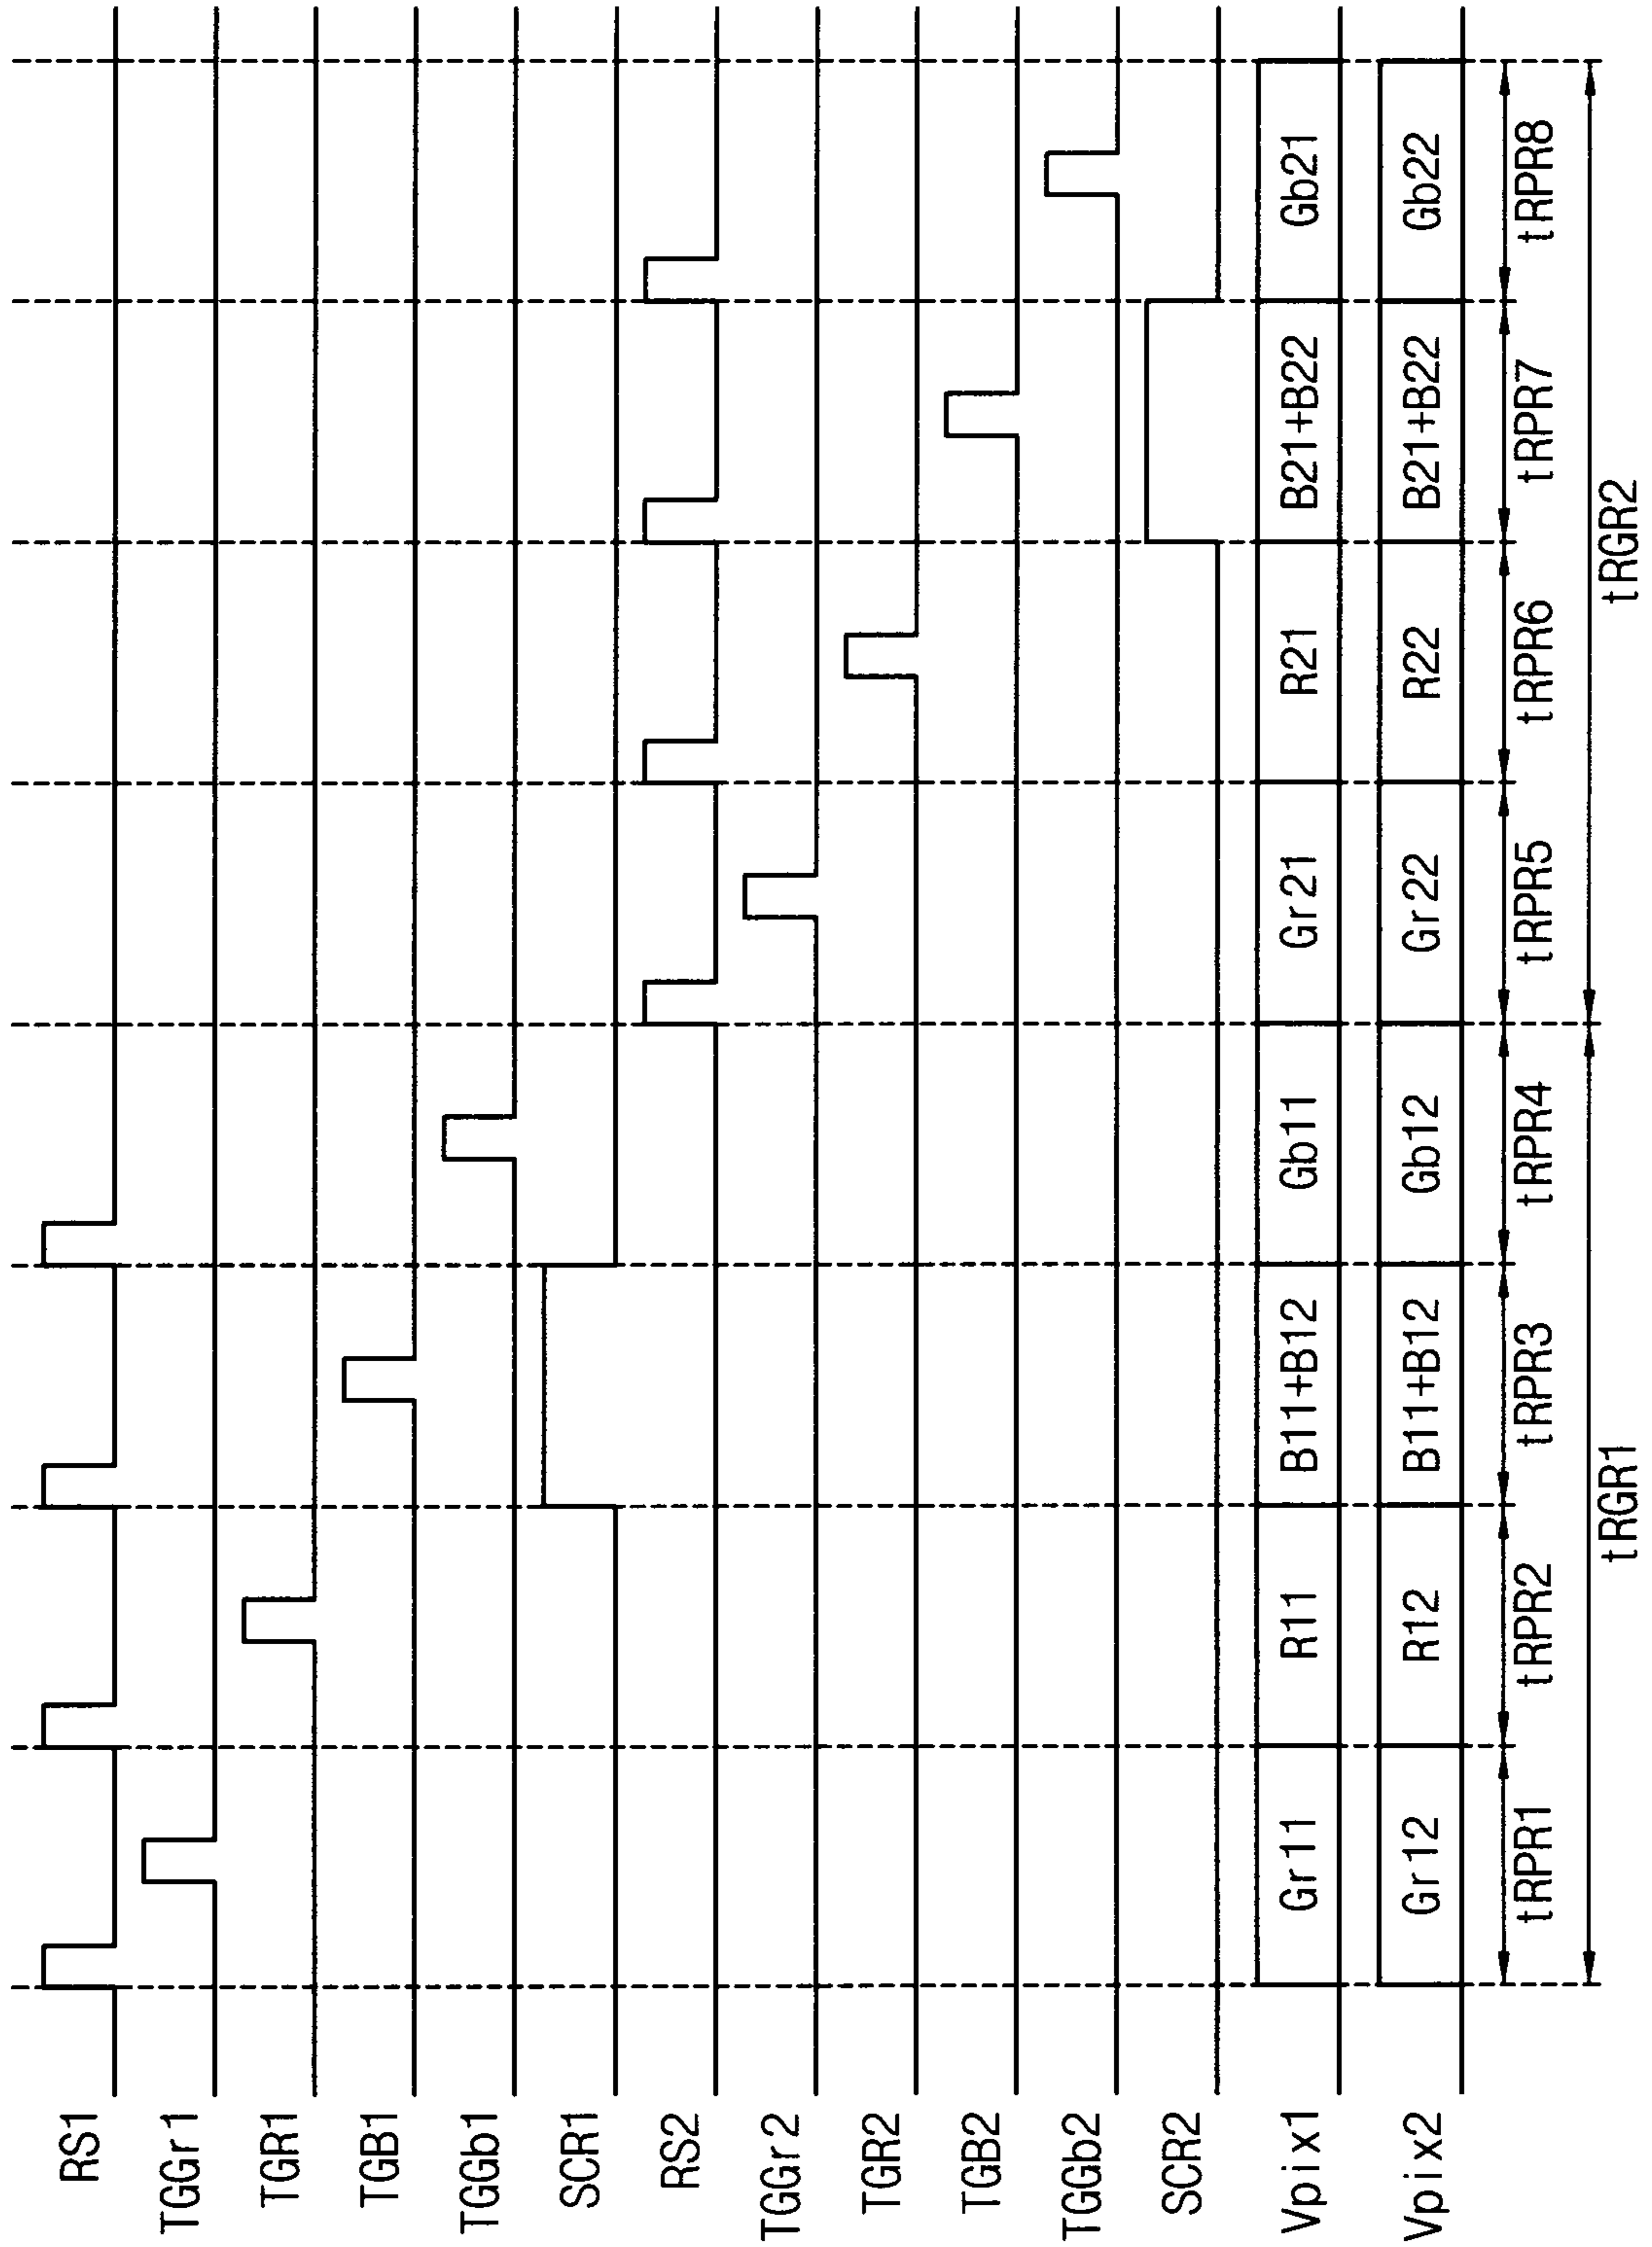 RS1
TGGr1
TGR1
TGB1
TGGb1
SCR1
RS2
TGGr2
TGR2
TGB2
TGGb2
SCR2
Vpix1 Gr11 R11 B11+B12 Gb11 Gr21 R21 B21+B22 Gb21
Vpix2 Gr12 R12 B11+B12 Gb12 Gr22 R22 B21+B22 Gb22
tRPR1 tRPR2 tRPR3 tRPR4 tRPR5 tRPR6 tRPR7 tRPR8
tRGR1 tRGR2